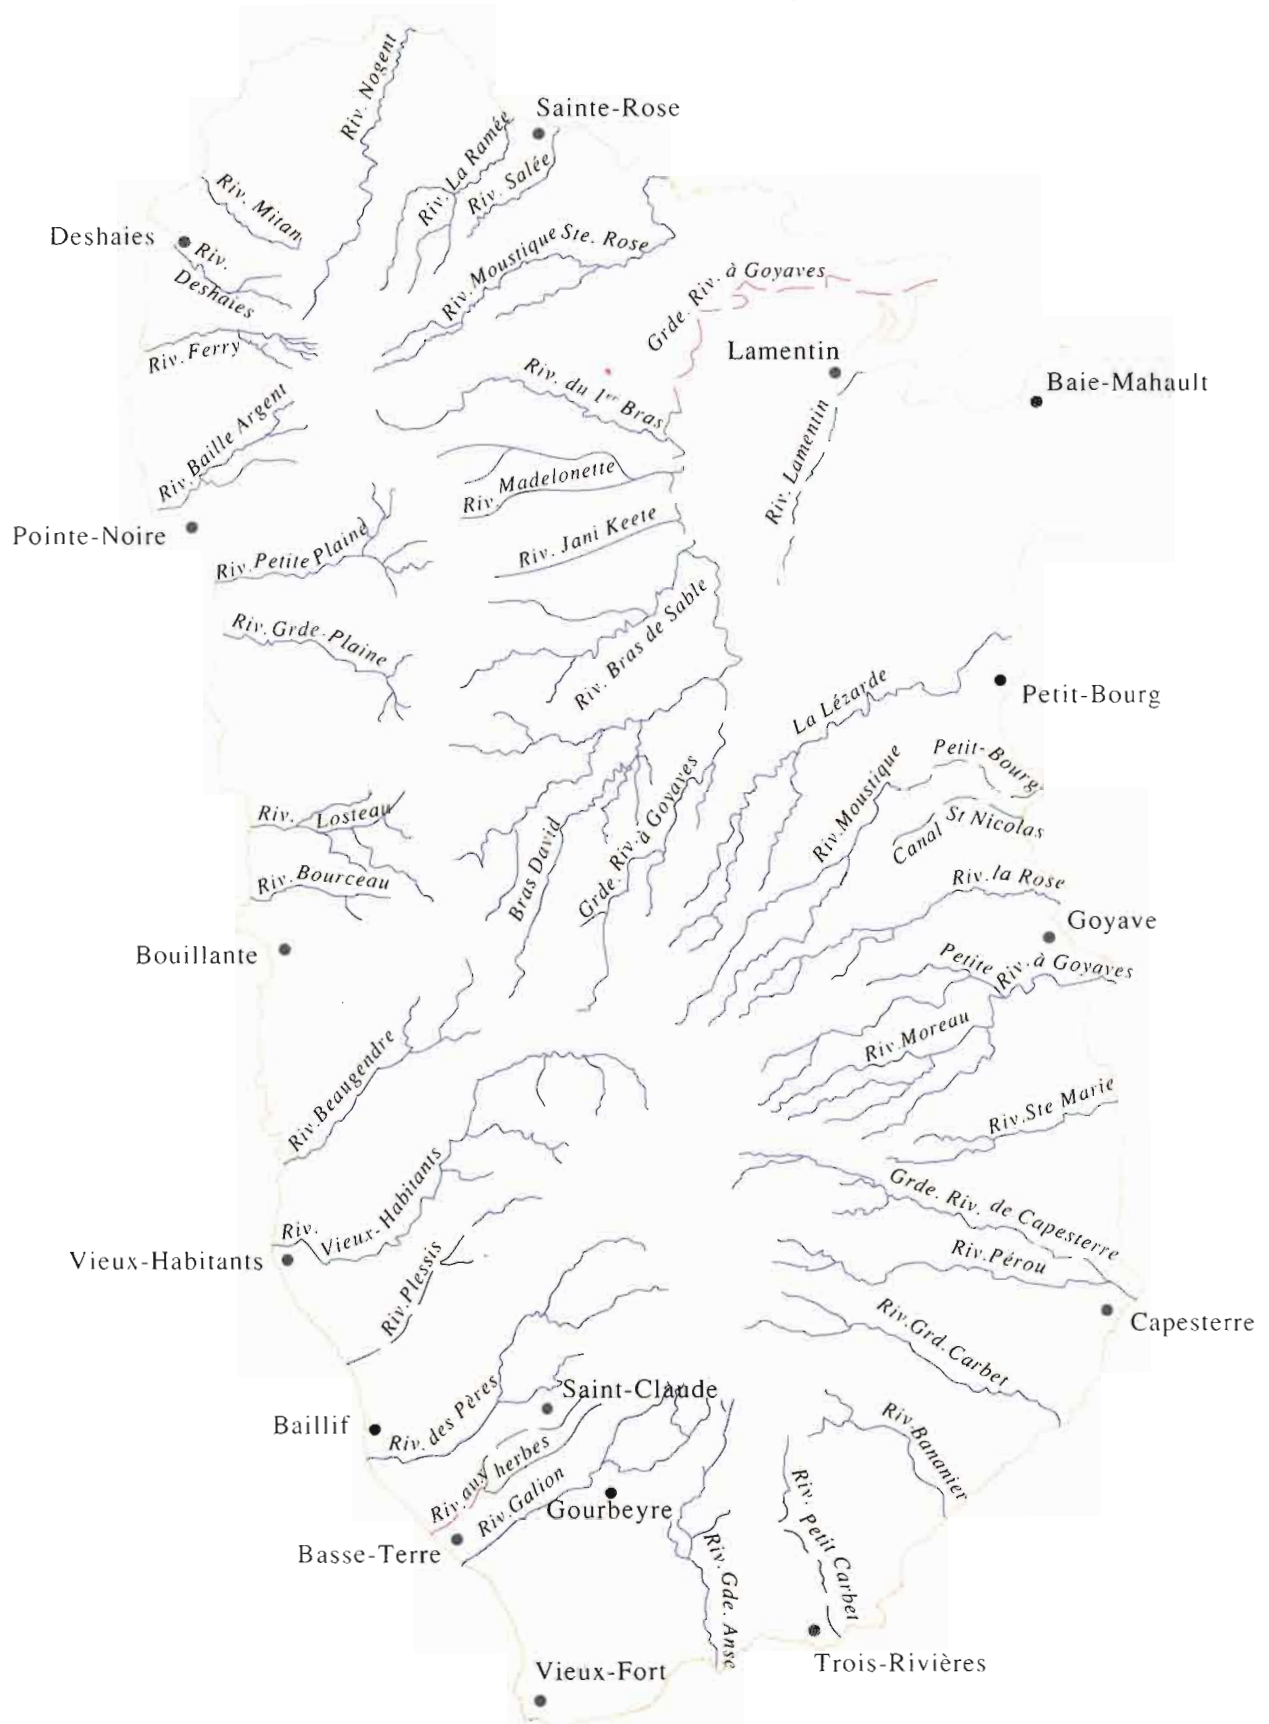 Riv. Nogent
Sainte-Rose
Riv. La Ramée
Riv. Salée
Riv. Mitan
Deshaies
Riv.
Deshaies
Riv. Moustique Ste. Rose
Grde. Riv. à Goyaves
Riv. Ferry
Lamentin
Riv. du 1er Bras
Baie-Mahault
Riv. Baille Argent
Riv. Lamentin
Riv. Madelonette
Pointe-Noire
Riv. Petite Plaine
Riv. Jani Keete
Riv. Grde. Plaine
Riv. Bras de Sable
La Lézarde
Petit-Bourg
Riv. Moustique
Petit-Bourg
Riv. Losteau
Bras David
Grde. Riv. à Goyaves
Canal St Nicolas
Riv. Bourceau
Riv. la Rose
Goyave
Bouillante
Petite Riv. à Goyaves
Riv. Moreau
Riv. Beaugendre
Riv. Ste Marie
Riv. Vieux-Habitants
Grde. Riv. de Capesterre
Vieux-Habitants
Riv. Plessis
Riv. Pérou
Capesterre
Riv. Grd. Carbet
Saint-Claude
Baillif
Riv. des Pères
Riv. Bananier
Riv. aux herbes
Riv. Galion
Gourbeyre
Basse-Terre
Riv. Petit Carbet
Riv. Gde. Anse
Trois-Rivières
Vieux-Fort